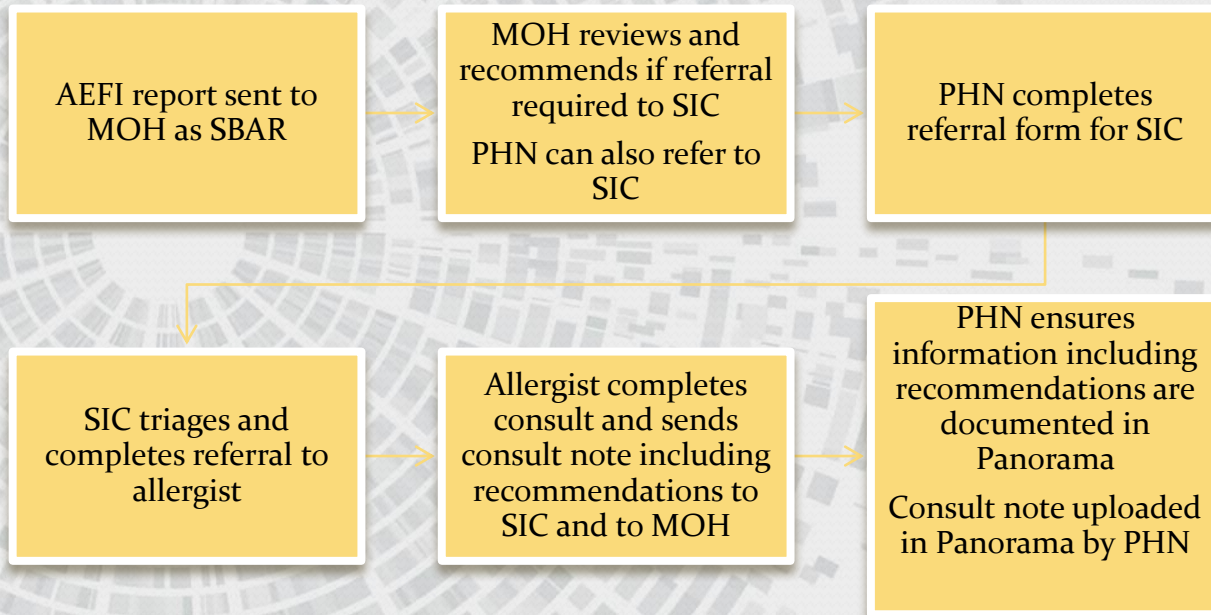 AEFI report sent to
MOH as SBAR
MOH reviews and
recommends if referral
required to SIC
PHN can also refer to
SIC
PHN completes
referral form for SIC
SIC triages and
completes referral to
allergist
Allergist completes
consult and sends
consult note including
recommendations to
SIC and to MOH
PHN ensures
information including
recommendations are
documented in
Panorama
Consult note uploaded
in Panorama by PHN